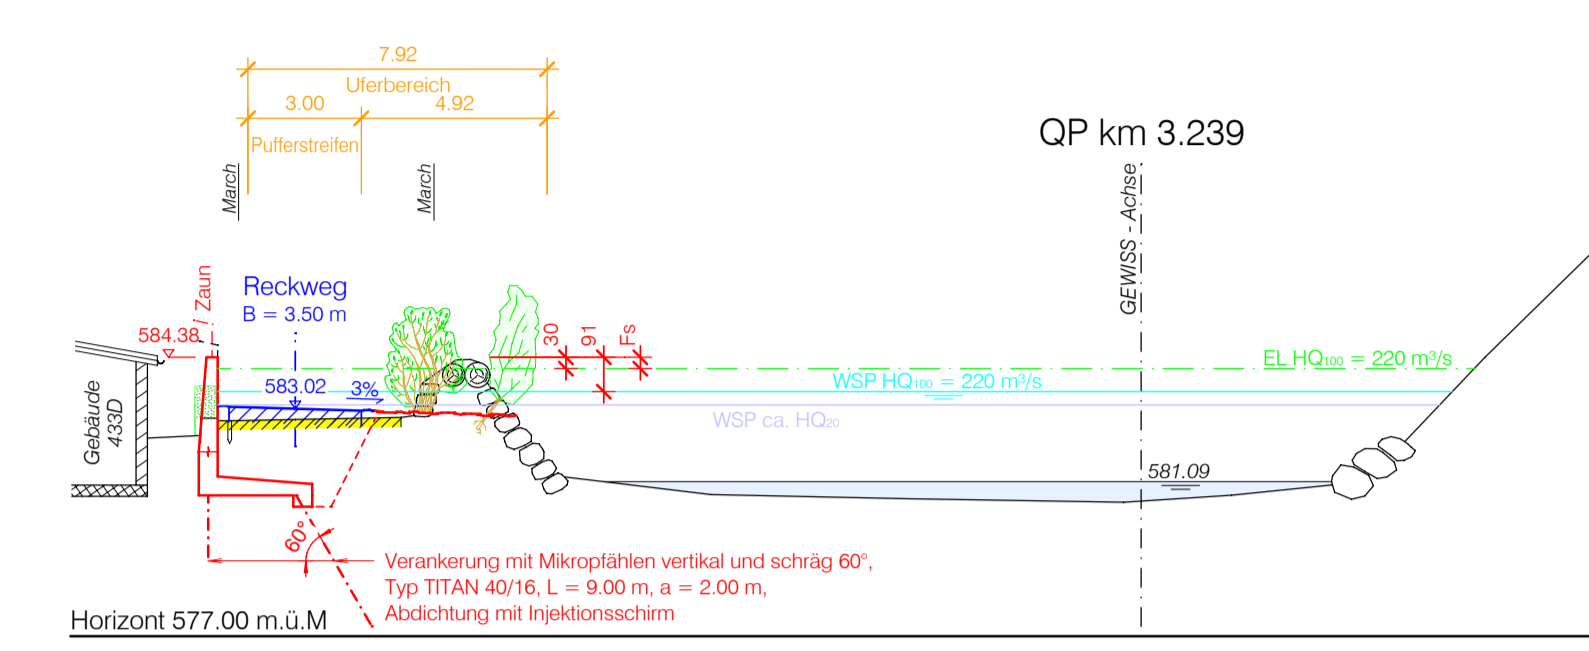 7.92
Uferbereich
3.00
4.92
Pufferstreifen
March
March
QP km 3.239
GEWISS - Achse
Zaun
Reckweg
B = 3.50 m
584.38
30
91
Fs
EL HQ100 = 220 m³/s
WSP HQ100 = 220 m³/s
583.02
3%
WSP ca. HQ20
Gebäude
433D
581.09
60°
Verankerung mit Mikropfählen vertikal und schräg 60°,
Typ TITAN 40/16, L = 9.00 m, a = 2.00 m,
Abdichtung mit Injektionsschirm
Horizont 577.00 m.ü.M